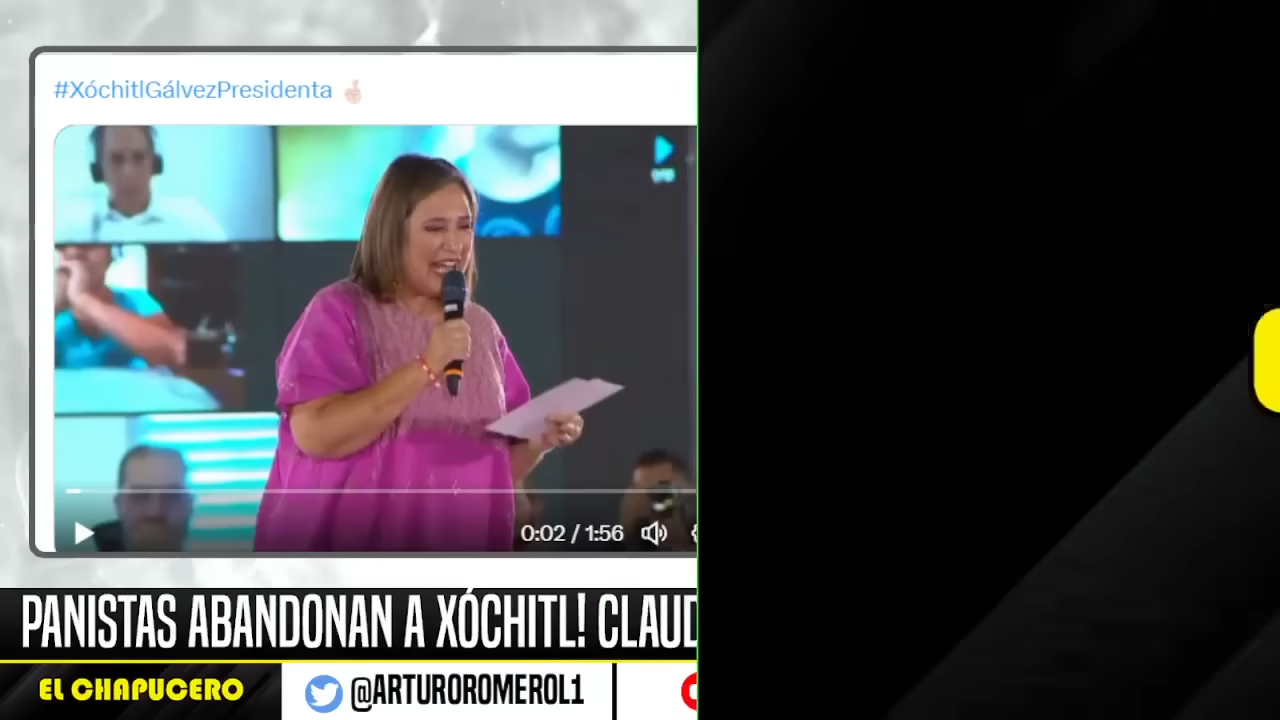 #XóchitlGálvezPresidenta
0:02 / 1:56
PANISTAS ABANDONAN A XÓCHITL! CLAUD
EL CHAPUCERO
@ARTUROROMEROL1